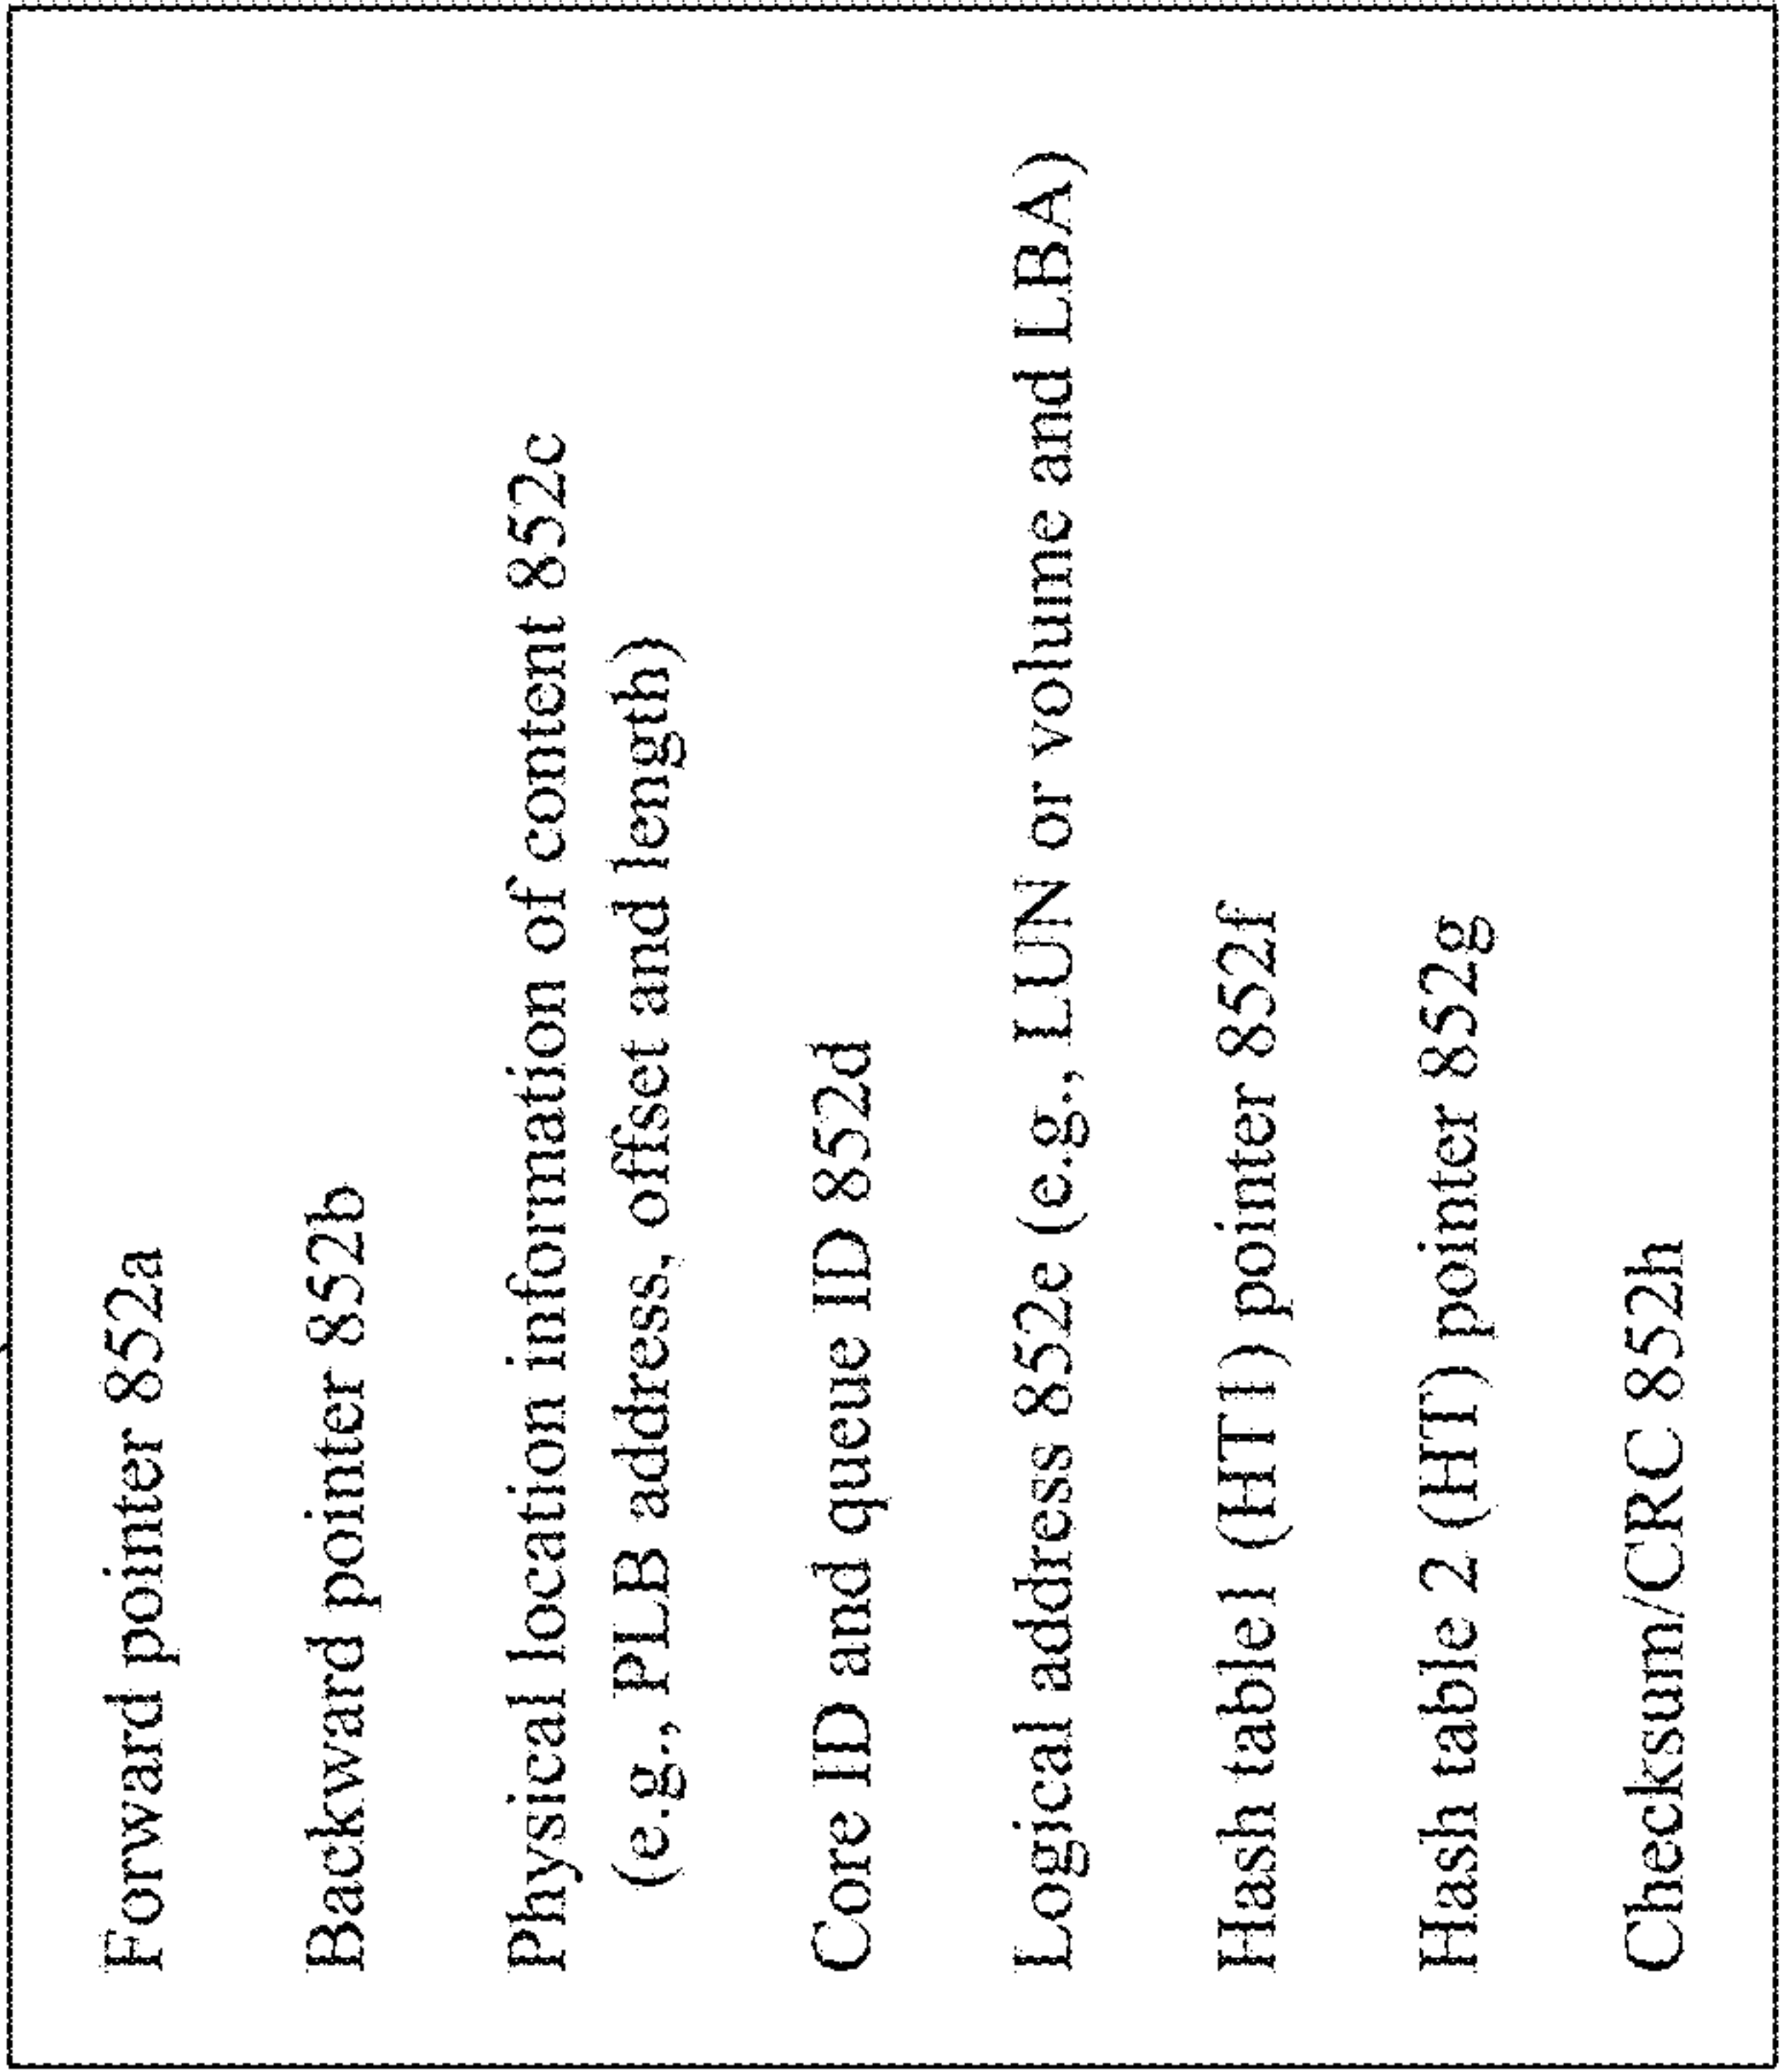 Forward pointer 852a
Backward pointer 852b
Physical location information of content 852c
(e.g., PLB address, offset and length)
Core ID and queue ID 852d
Logical address 852e (e.g., LUN or volume and LBA)
Hash table1 (HT1) pointer 852f
Hash table 2 (HT) pointer 852g
Checksum/CRC 852h